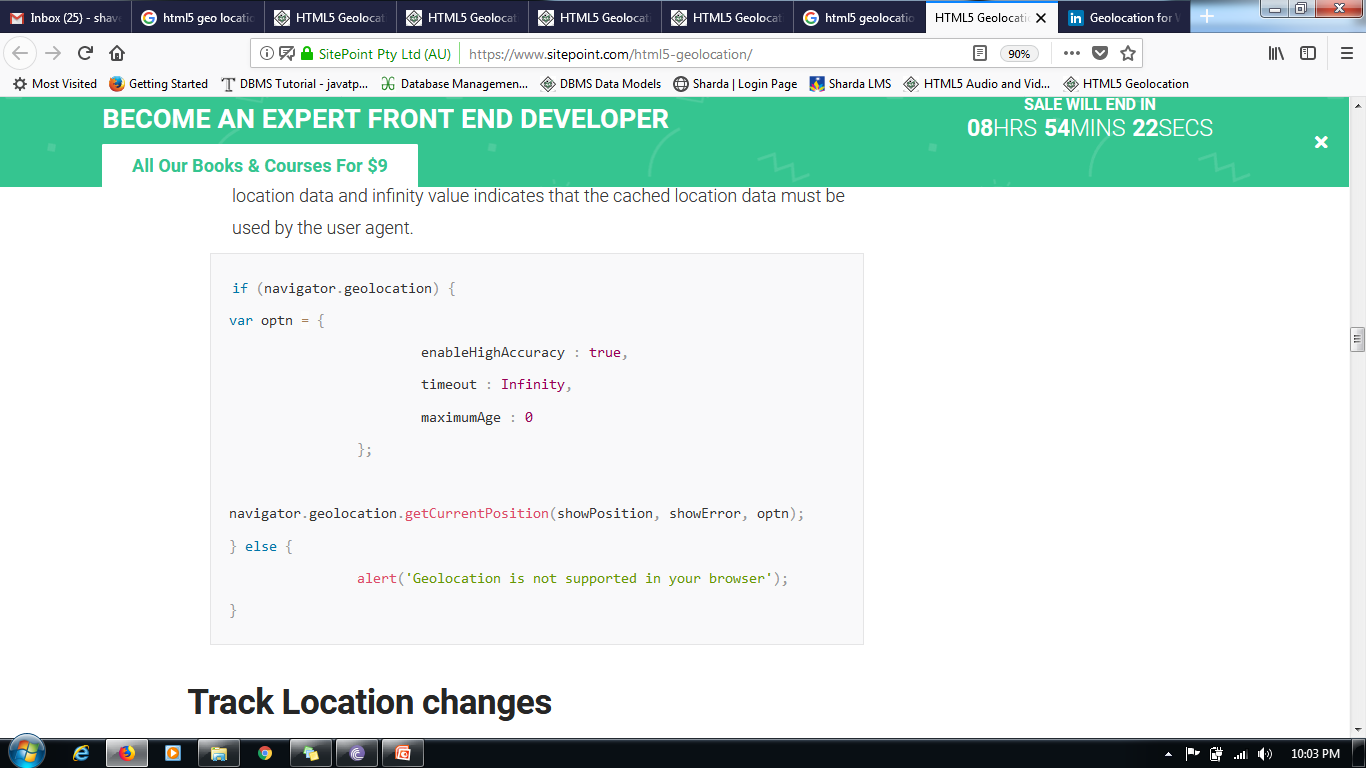 Inbox (25) - shav
html5 geo locatio
HTML5 Geolocat
HTML5 Geolocat
HTML5 Geolocati
HTML5 Geolocat
html5 geolocatio
HTML5 Geolocatio
Geolocation for W
SitePoint Pty Ltd (AU)
https://www.sitepoint.com/html5-geolocation/
90%
Most Visited
Getting Started
DBMS Tutorial - javatp...
Database Managemen...
DBMS Data Models
Sharda | Login Page
Sharda LMS
HTML5 Audio and Vid...
HTML5 Geolocation
BECOME AN EXPERT FRONT END DEVELOPER
All Our Books & Courses For $9
SALE WILL END IN
08HRS 54MINS 22SECS
location data and infinity value indicates that the cached location data must be
used by the user agent.
if (navigator.geolocation) {
var optn = {
enableHighAccuracy : true,
timeout : Infinity,
maximumAge : 0
};
navigator.geolocation.getCurrentPosition(showPosition, showError, optn);
} else {
alert('Geolocation is not supported in your browser');
}
Track Location changes
10:03 PM